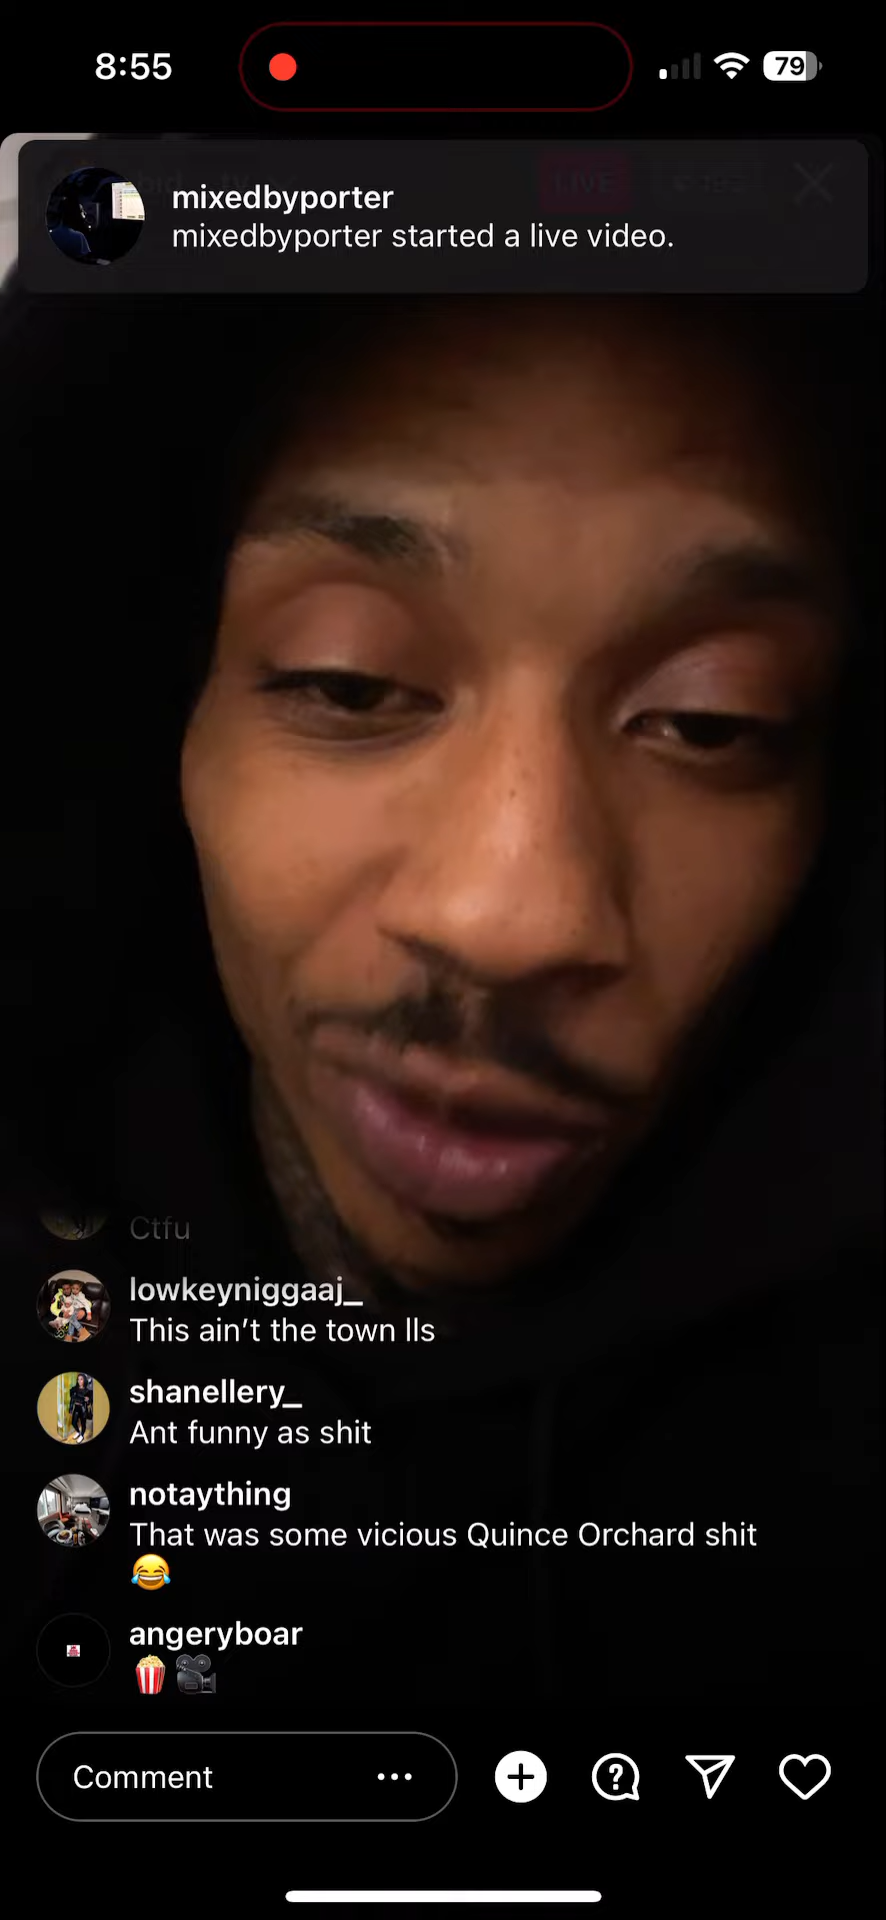 8:55
79
mixedbyporter
mixedbyporter started a live video.
LIVE
Ctfu
lowkeyniggaaj_
This ain’t the town lls
shanellery_
Ant funny as shit
notaything
That was some vicious Quince Orchard shit
😂
angeryboar
🍿🎥
Comment